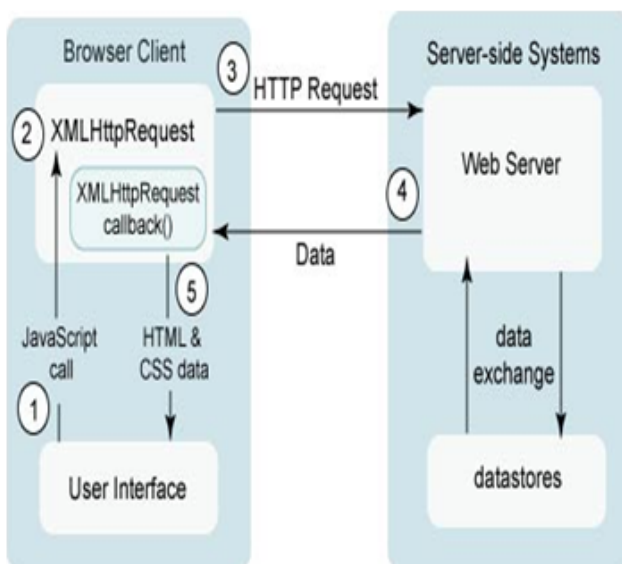 Browser Client
Server-side Systems
3
HTTP Request
2
XMLHttpRequest
Web Server
XMLHttpRequest
callback()
4
Data
5
JavaScript
call
HTML &
CSS data
data
exchange
1
User Interface
datastores